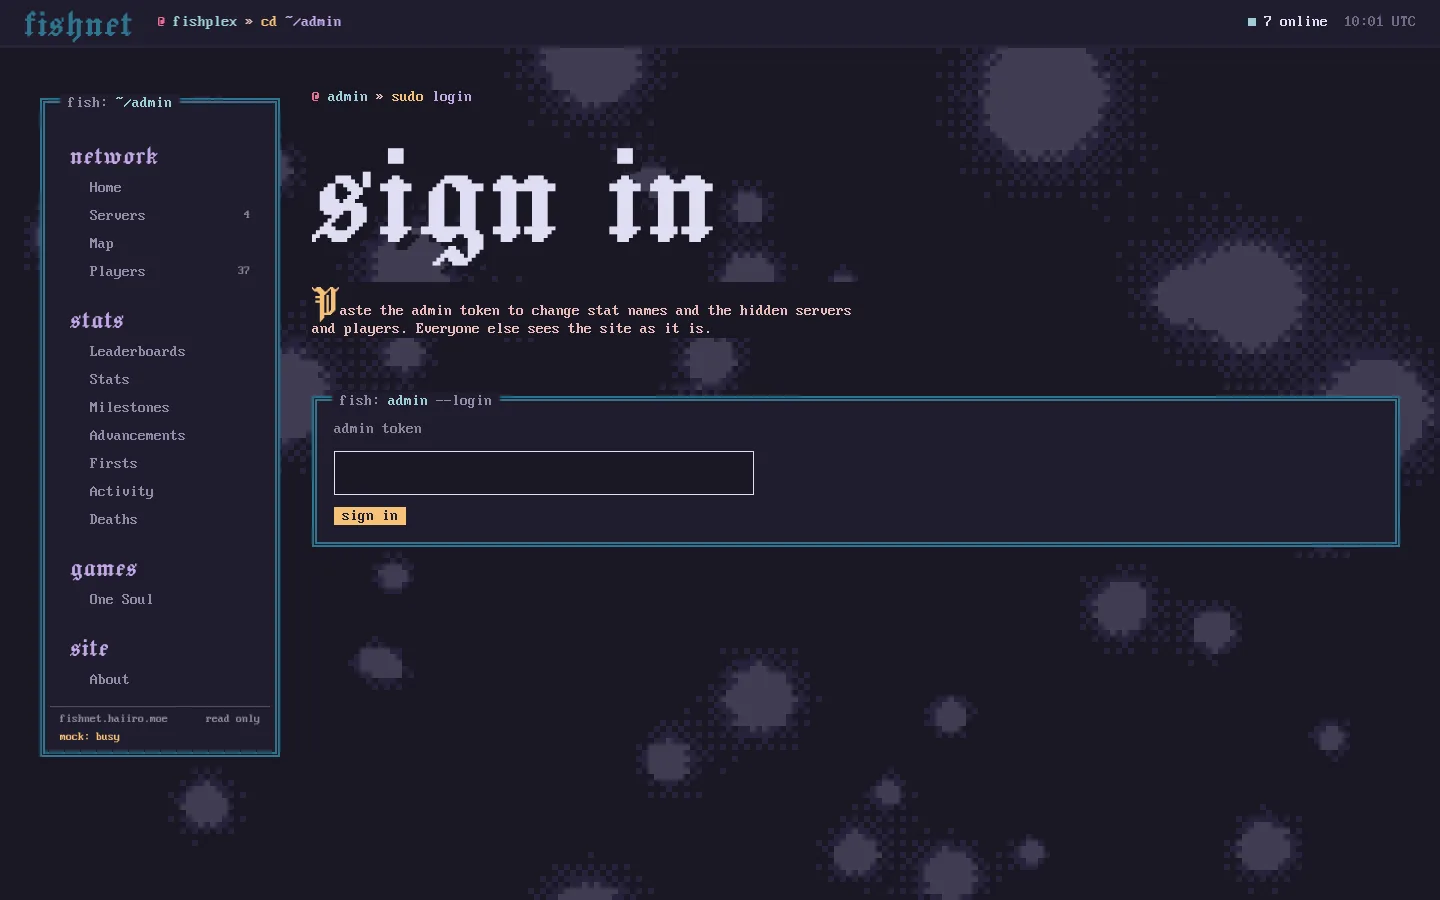 fishnet
@ fishplex » cd ~/admin
7 online 10:01 UTC
fish: ~/admin
network
Home
Servers 4
Map
Players 37
stats
Leaderboards
Stats
Milestones
Advancements
Firsts
Activity
Deaths
games
One Soul
site
About
fishnet.haiiro.moe read only
mock: busy
@ admin » sudo login
sign in
Paste the admin token to change stat names and the hidden servers
and players. Everyone else sees the site as it is.
fish: admin --login
admin token
sign in